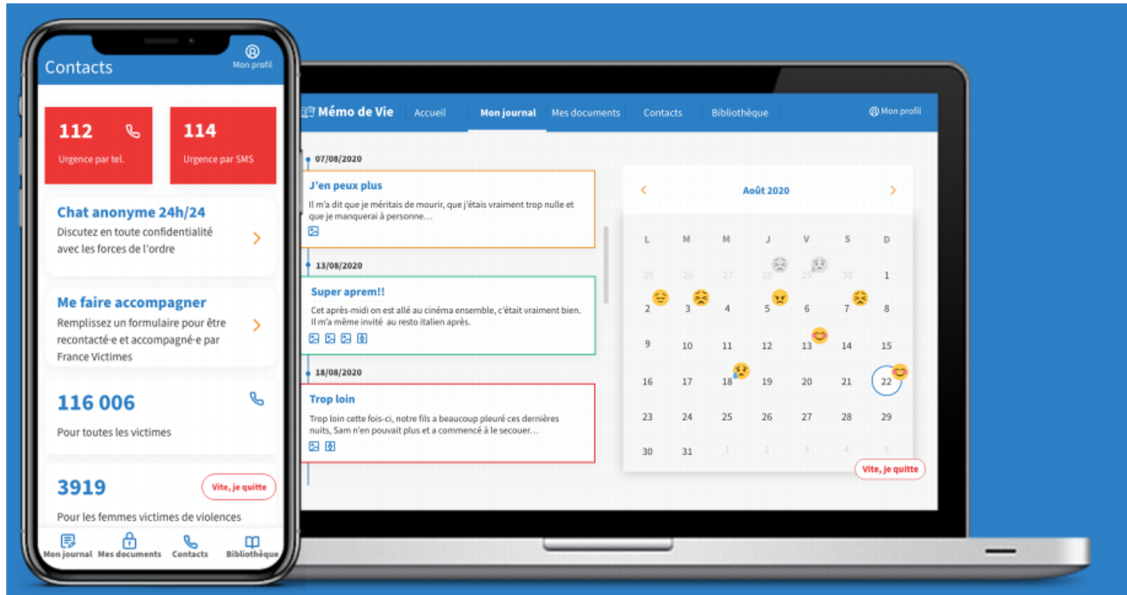 Contacts
Mon profil
112
Urgence par tel.
114
Urgence par SMS
Chat anonyme 24h/24
Discutez en toute confidentialité
avec les forces de l'ordre
Me faire accompagner
Remplissez un formulaire pour être
recontacté·e et accompagné·e par
France Victimes
116 006
Pour toutes les victimes
3919
Vite, je quitte
Pour les femmes victimes de violences
Mon journal Mes documents Contacts Bibliothèque
Mémo de Vie Accueil Mon journal Mes documents Contacts Bibliothèque Mon profil
07/08/2020
J'en peux plus
Il m'a dit que je méritais de mourir, que j'étais vraiment trop nulle et
que je manquerai à personne...
13/08/2020
Super aprem!!
Cet après-midi on est allé au cinéma ensemble, c'était vraiment bien.
Il m'a même invité au resto italien après.
18/08/2020
Trop loin
Trop loin cette fois-ci, notre fils a beaucoup pleuré ces dernières
nuits, Sam n'en pouvait plus et a commencé à le secouer...
Août 2020
L M M J V S D
25 26 27 28 29 30 1
2 3 4 5 6 7 8
9 10 11 12 13 14 15
16 17 18 19 20 21 22
23 24 25 26 27 28 29
30 31 1 2 3 4 5
Vite, je quitte